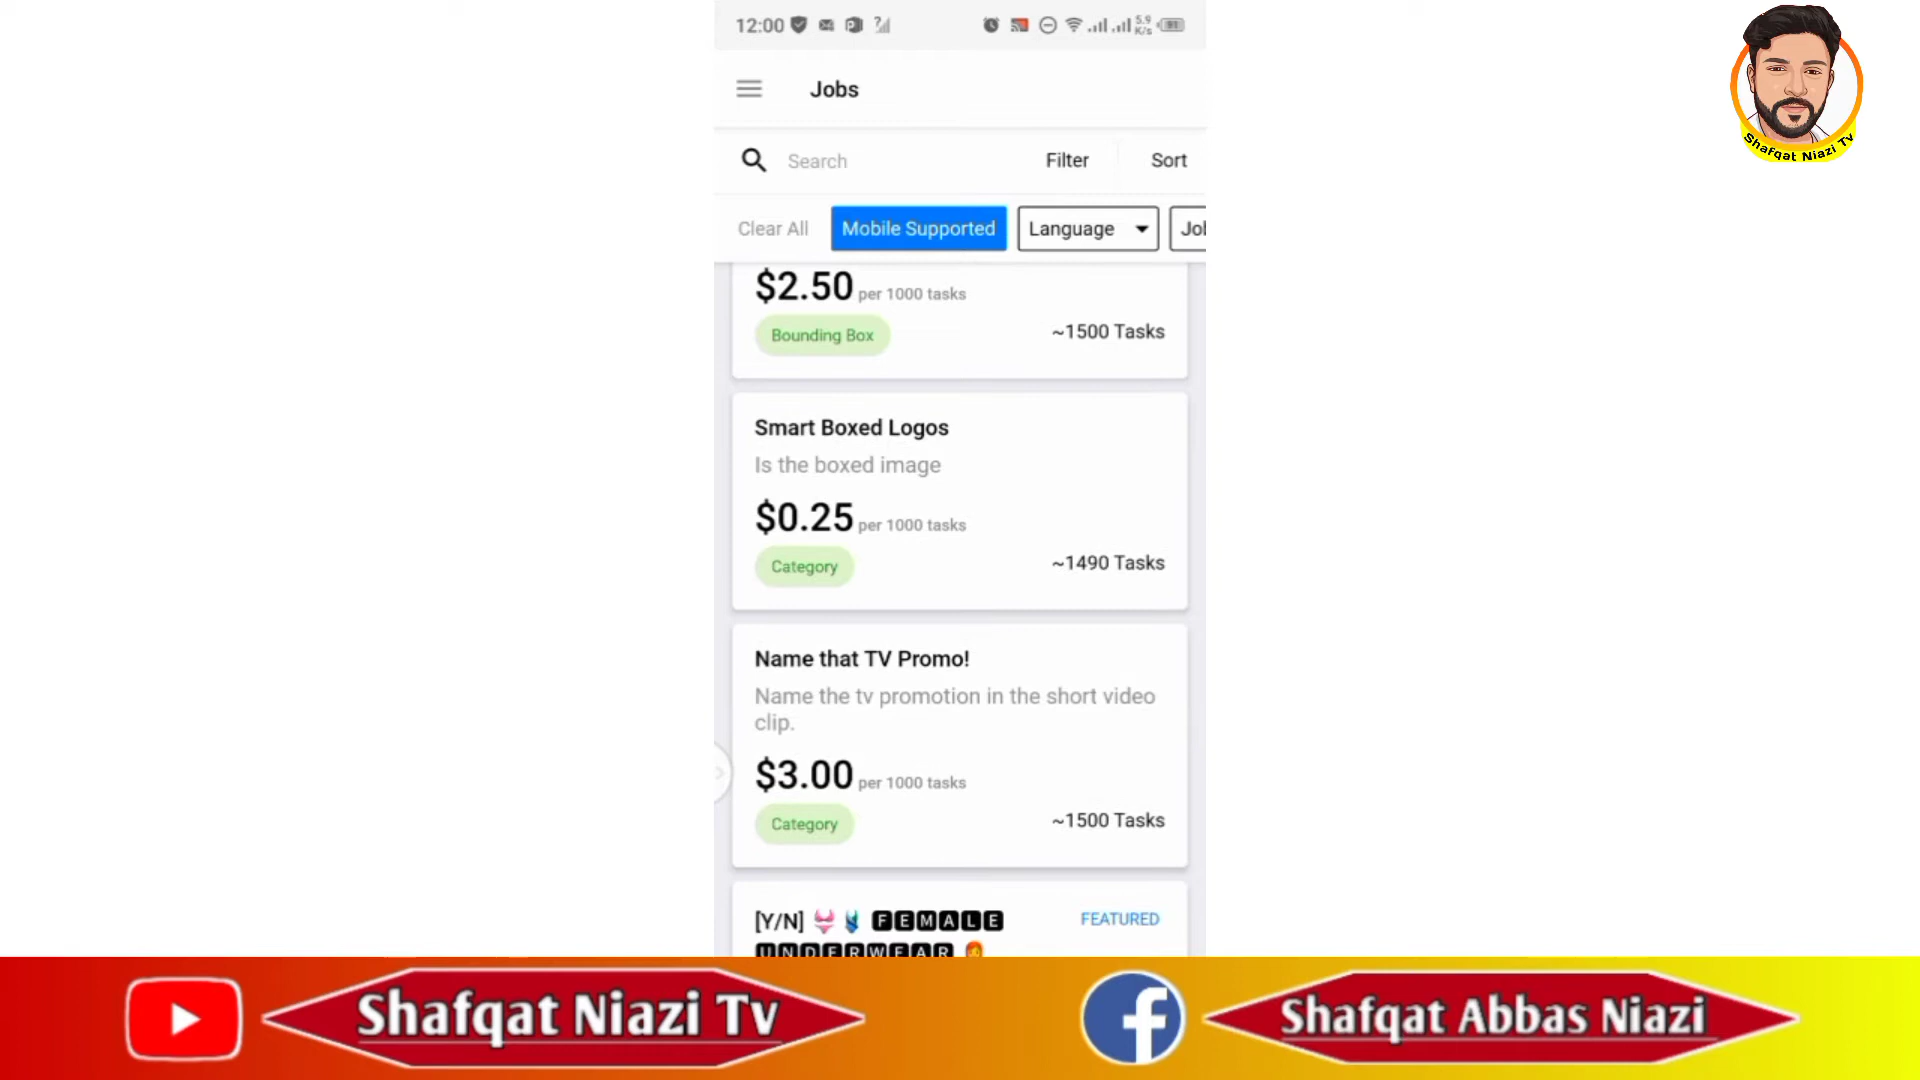 12:00
5.9
K/s
Jobs
Search
Filter
Sort
Clear All
Mobile Supported
Language
$2.50 per 1000 tasks
Bounding Box
~1500 Tasks
Smart Boxed Logos
Is the boxed image
$0.25 per 1000 tasks
Category
~1490 Tasks
Name that TV Promo!
Name the tv promotion in the short video
clip.
$3.00 per 1000 tasks
Category
~1500 Tasks
[Y/N] 👙 🩱 🅵🅴🅼🅰🅻🅴
FEATURED
🆄🅽🅳🅴🆁🆆🅴🅰🆁
Shafqat Niazi Tv
Shafqat Niazi Tv
Shafqat Abbas Niazi